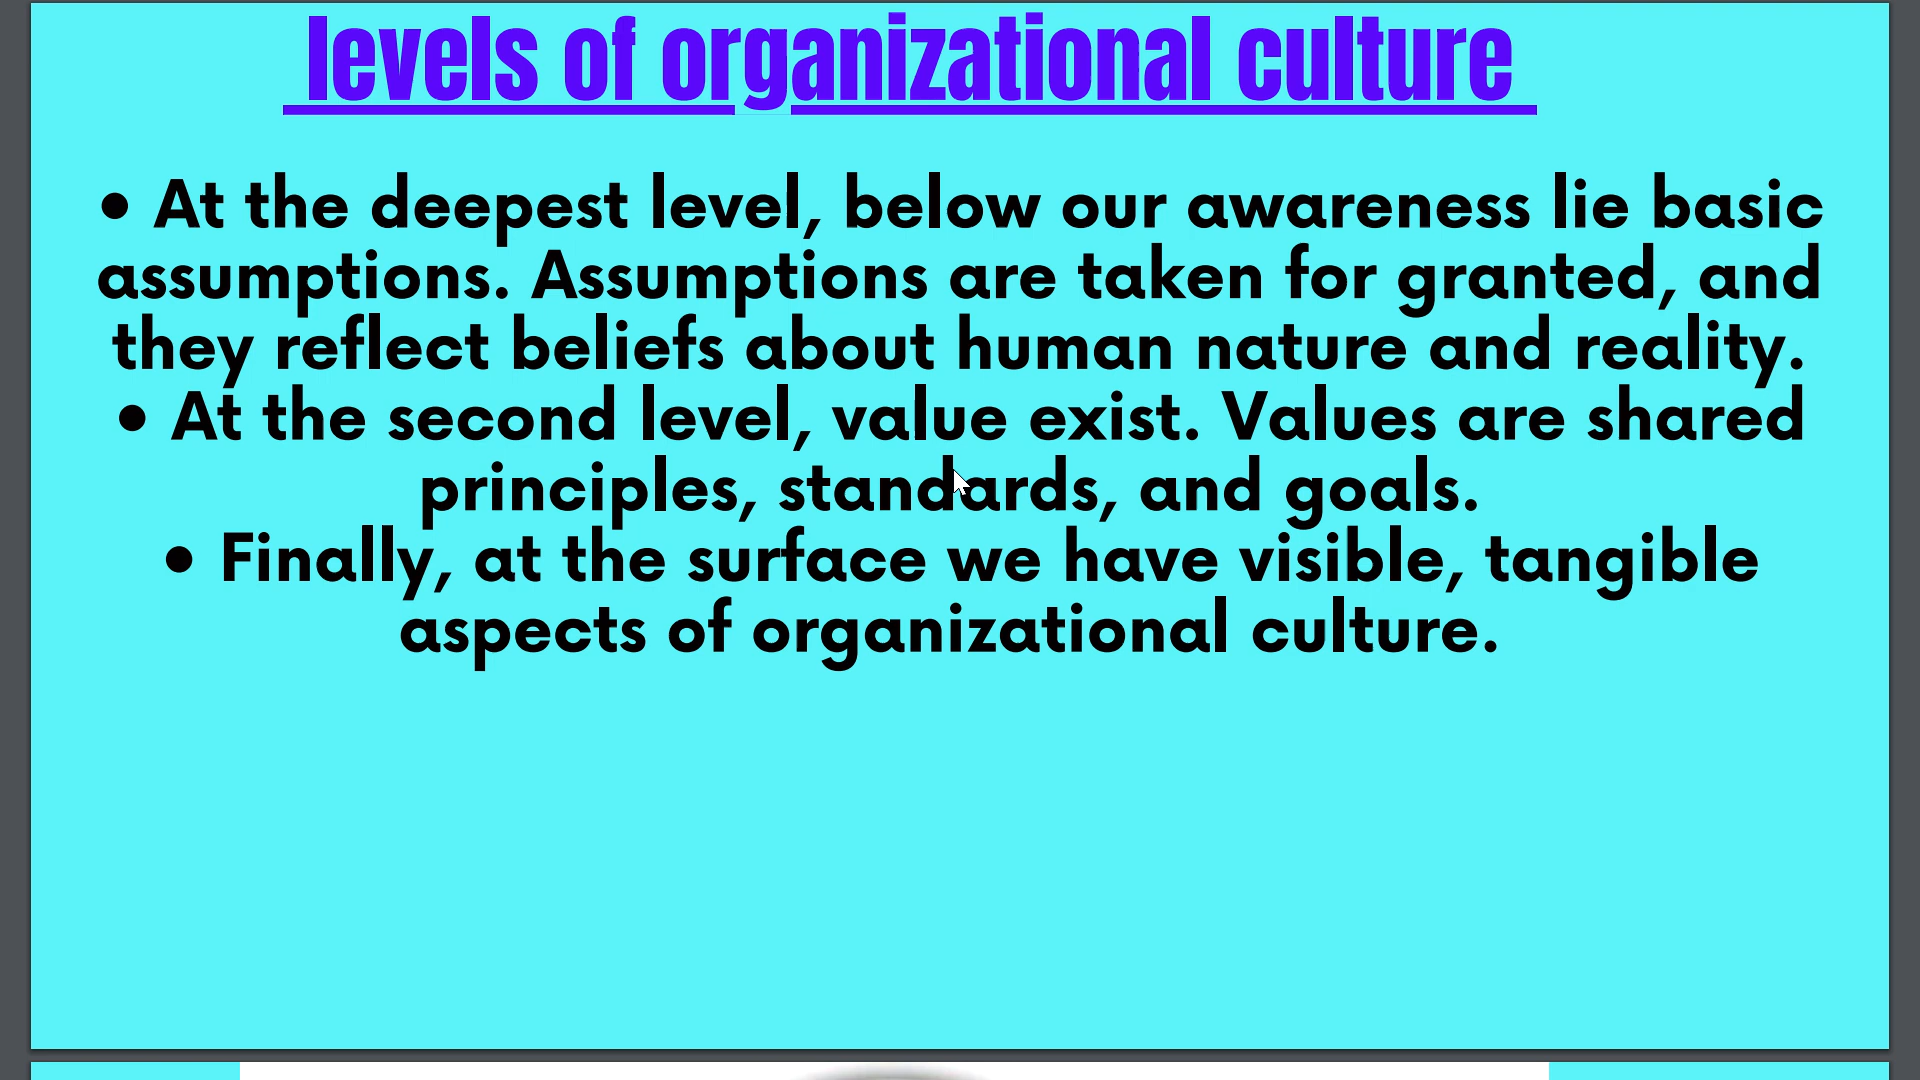 levels of organizational culture
• At the deepest level, below our awareness lie basic
assumptions. Assumptions are taken for granted, and
they reflect beliefs about human nature and reality.
• At the second level, value exist. Values are shared
principles, standards, and goals.
• Finally, at the surface we have visible, tangible
aspects of organizational culture.